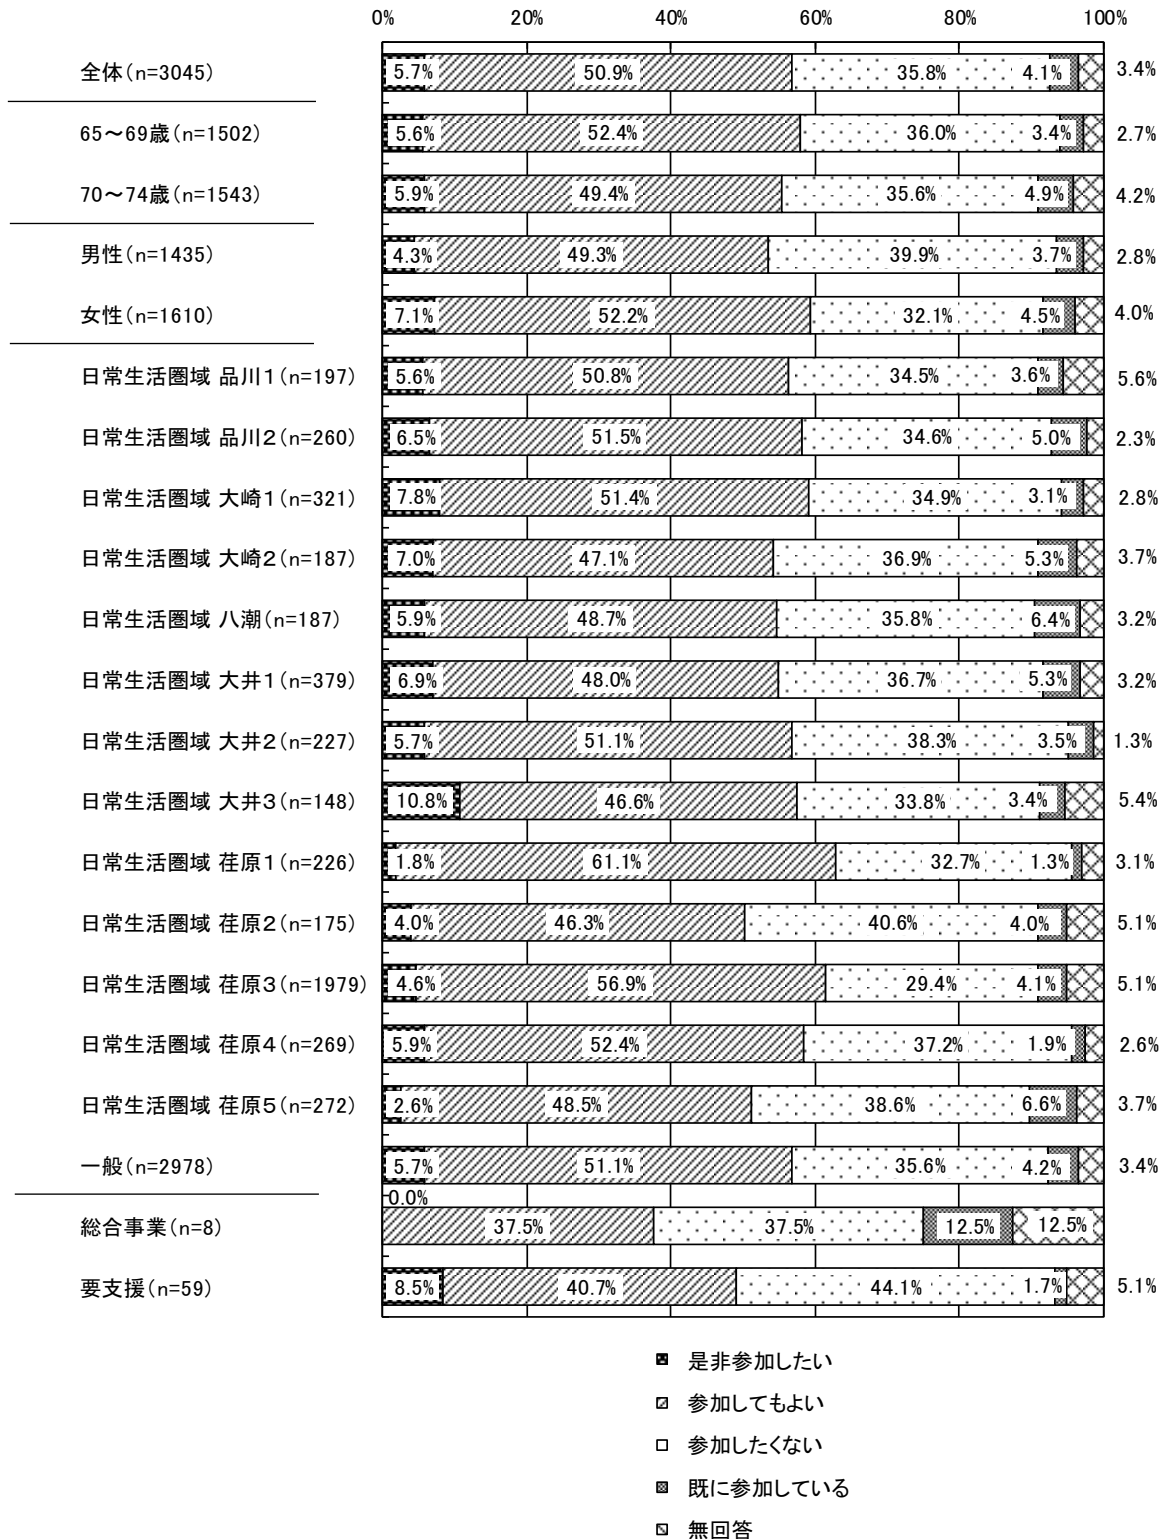 0% 20% 40% 60% 80% 100%
全体(n=3045) 5.7% 50.9% 35.8% 4.1% 3.4%
65～69歳(n=1502) 5.6% 52.4% 36.0% 3.4% 2.7%
70～74歳(n=1543) 5.9% 49.4% 35.6% 4.9% 4.2%
男性(n=1435) 4.3% 49.3% 39.9% 3.7% 2.8%
女性(n=1610) 7.1% 52.2% 32.1% 4.5% 4.0%
日常生活圏域 品川1(n=197) 5.6% 50.8% 34.5% 3.6% 5.6%
日常生活圏域 品川2(n=260) 6.5% 51.5% 34.6% 5.0% 2.3%
日常生活圏域 大崎1(n=321) 7.8% 51.4% 34.9% 3.1% 2.8%
日常生活圏域 大崎2(n=187) 7.0% 47.1% 36.9% 5.3% 3.7%
日常生活圏域 八潮(n=187) 5.9% 48.7% 35.8% 6.4% 3.2%
日常生活圏域 大井1(n=379) 6.9% 48.0% 36.7% 5.3% 3.2%
日常生活圏域 大井2(n=227) 5.7% 51.1% 38.3% 3.5% 1.3%
日常生活圏域 大井3(n=148) 10.8% 46.6% 33.8% 3.4% 5.4%
日常生活圏域 荏原1(n=226) 1.8% 61.1% 32.7% 1.3% 3.1%
日常生活圏域 荏原2(n=175) 4.0% 46.3% 40.6% 4.0% 5.1%
日常生活圏域 荏原3(n=1979) 4.6% 56.9% 29.4% 4.1% 5.1%
日常生活圏域 荏原4(n=269) 5.9% 52.4% 37.2% 1.9% 2.6%
日常生活圏域 荏原5(n=272) 2.6% 48.5% 38.6% 6.6% 3.7%
一般(n=2978) 5.7% 51.1% 35.6% 4.2% 3.4%
総合事業(n=8) 0.0% 37.5% 37.5% 12.5% 12.5%
要支援(n=59) 8.5% 40.7% 44.1% 1.7% 5.1%
是非参加したい
参加してもよい
参加したくない
既に参加している
無回答